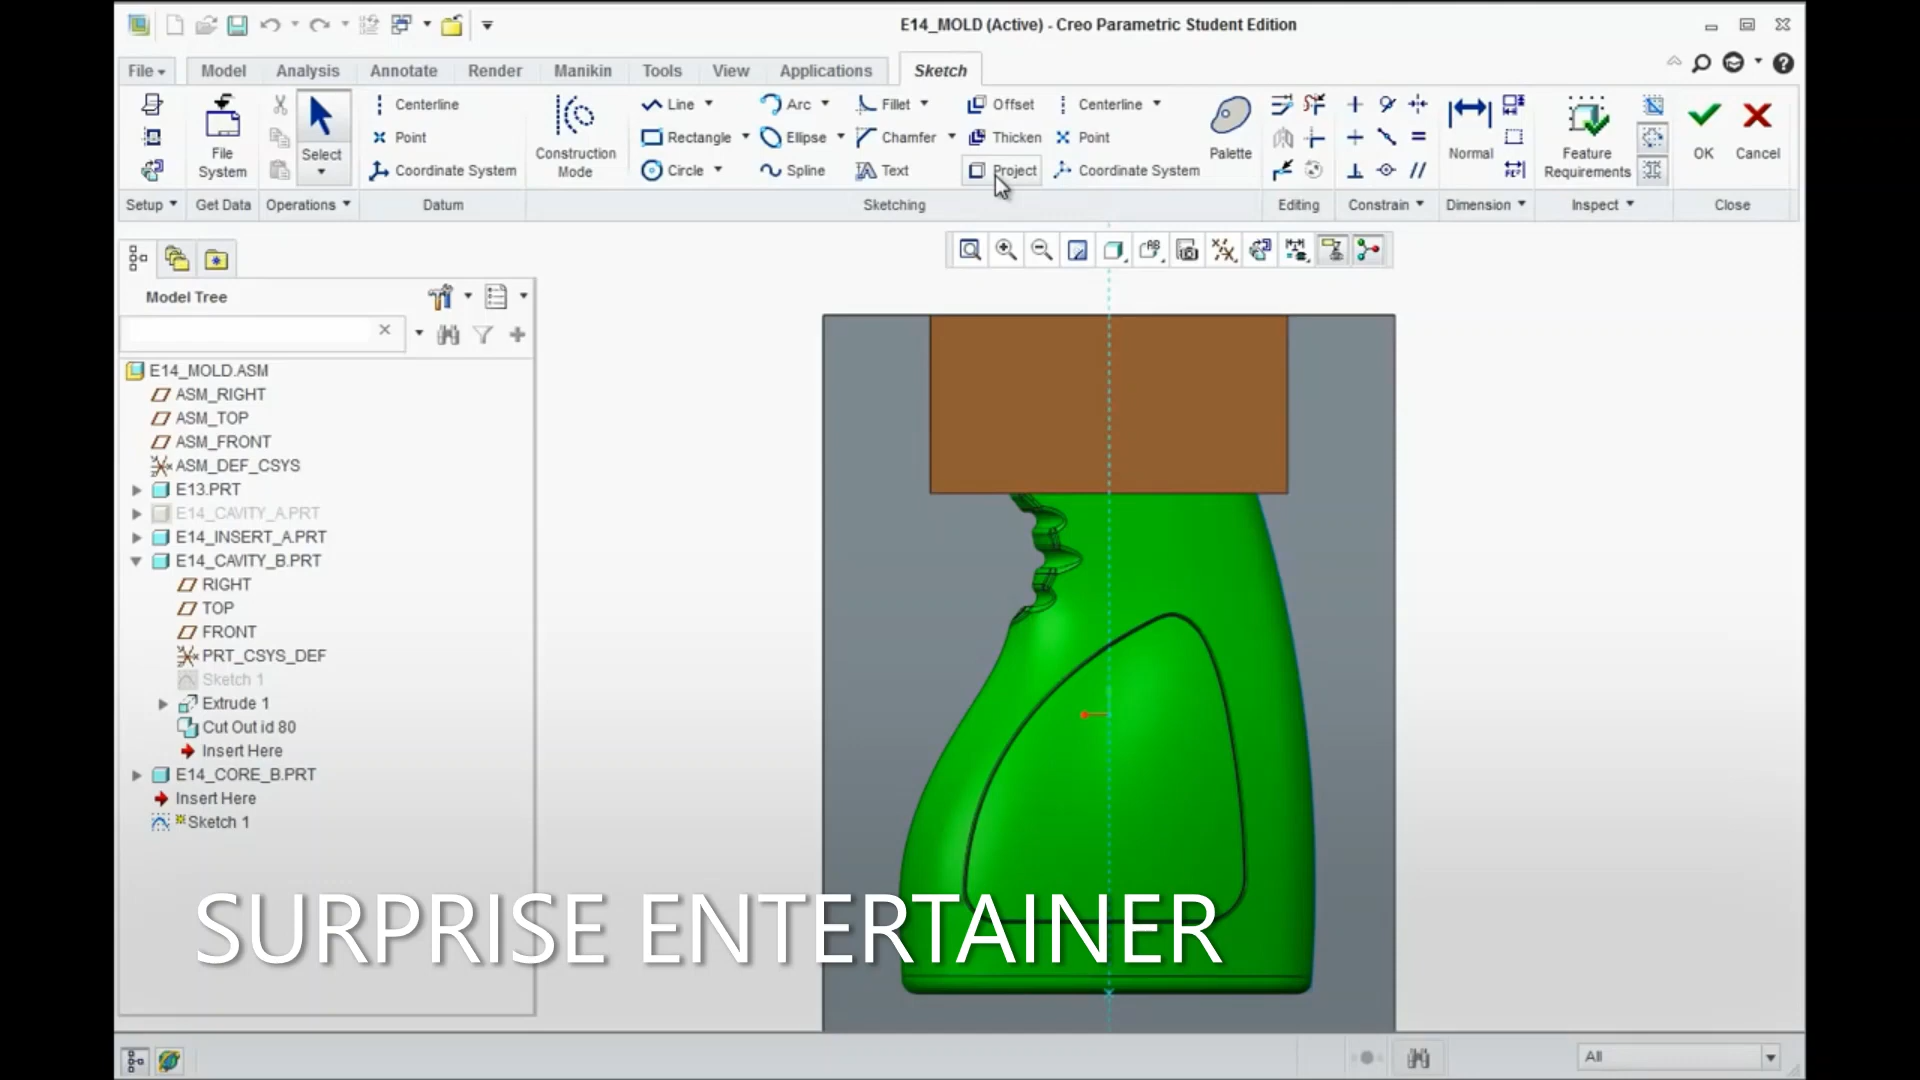 E14_MOLD (Active) - Creo Parametric Student Edition
File Model Analysis Annotate Render Manikin Tools View Applications Sketch
Centerline Line Arc Fillet Offset Centerline
Point Rectangle Ellipse Chamfer Thicken Point
Coordinate System Circle Spline Text Project Coordinate System
File System
Select
Construction Mode
Palette
Normal
Feature Requirements
OK Cancel
Setup Get Data Operations Datum Sketching Editing Constrain Dimension Inspect Close
Model Tree
E14_MOLD.ASM
ASM_RIGHT
ASM_TOP
ASM_FRONT
ASM_DEF_CSYS
E13.PRT
E14_CAVITY_A.PRT
E14_INSERT_A.PRT
E14_CAVITY_B.PRT
RIGHT
TOP
FRONT
PRT_CSYS_DEF
Sketch 1
Extrude 1
Cut Out id 80
Insert Here
E14_CORE_B.PRT
Insert Here
Sketch 1
SURPRISE ENTERTAINER
All